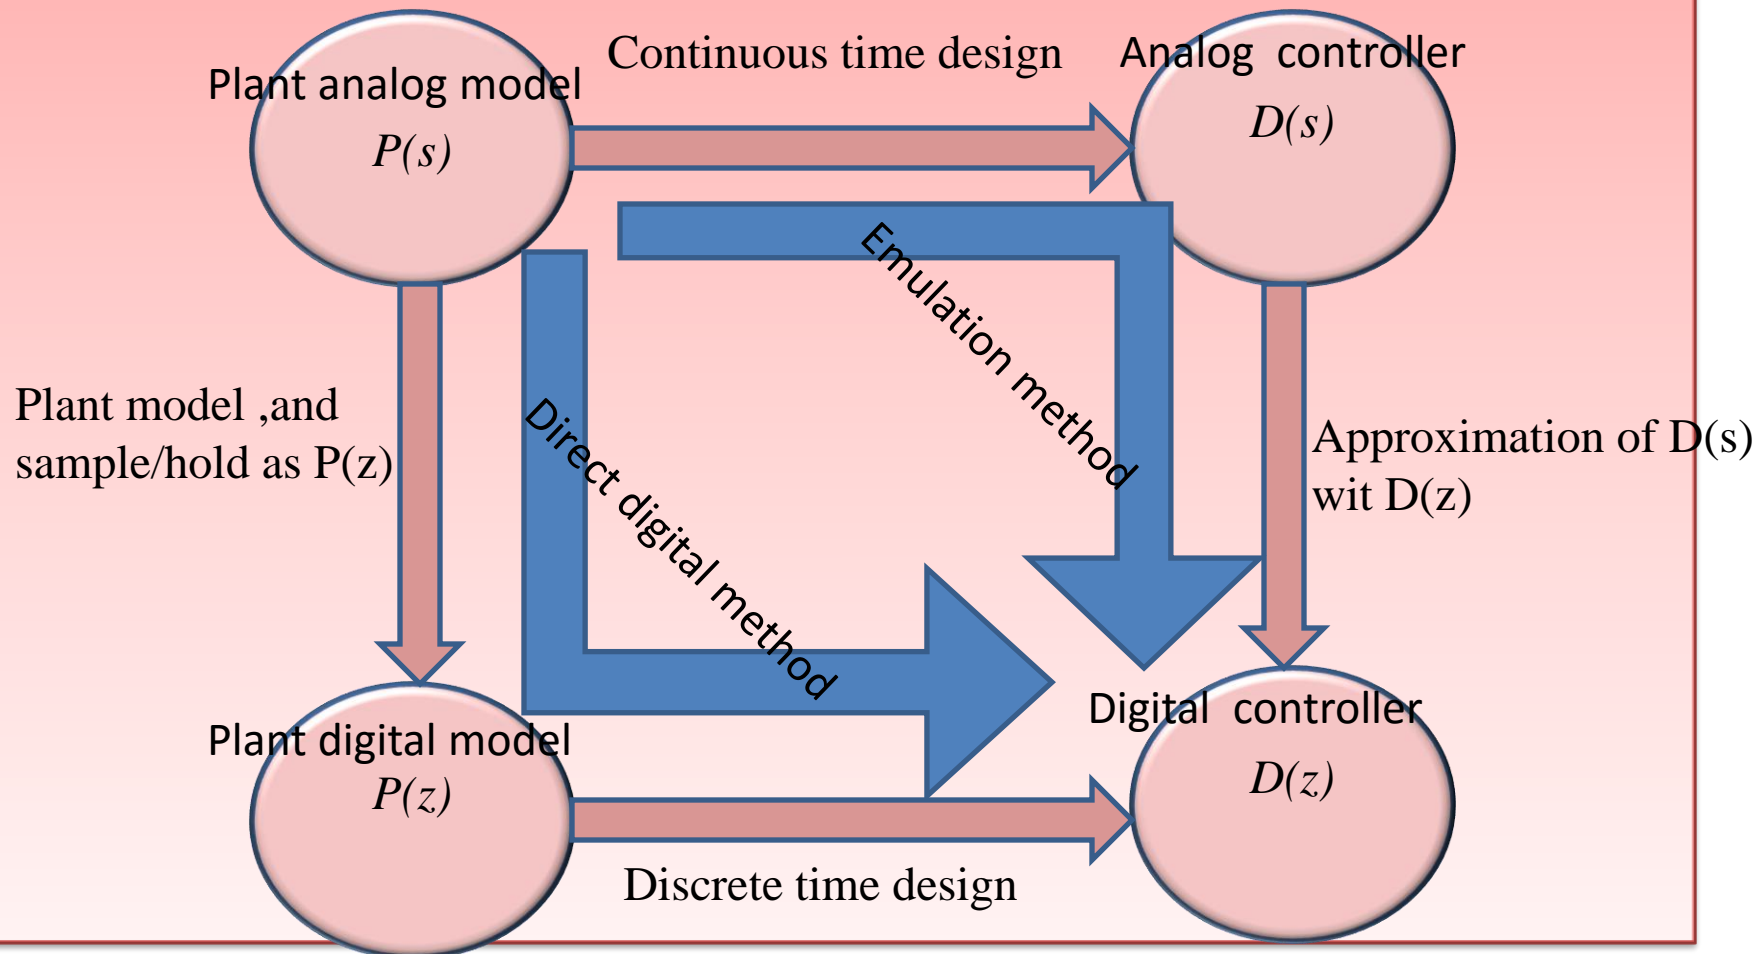 Continuous time design
Analog controller
D(s)
Plant analog model
P(s)
Emulation method
Plant model ,and
sample/hold as P(z)
Direct digital method
Approximation of D(s)
wit D(z)
Plant digital model
P(z)
Digital controller
D(z)
Discrete time design